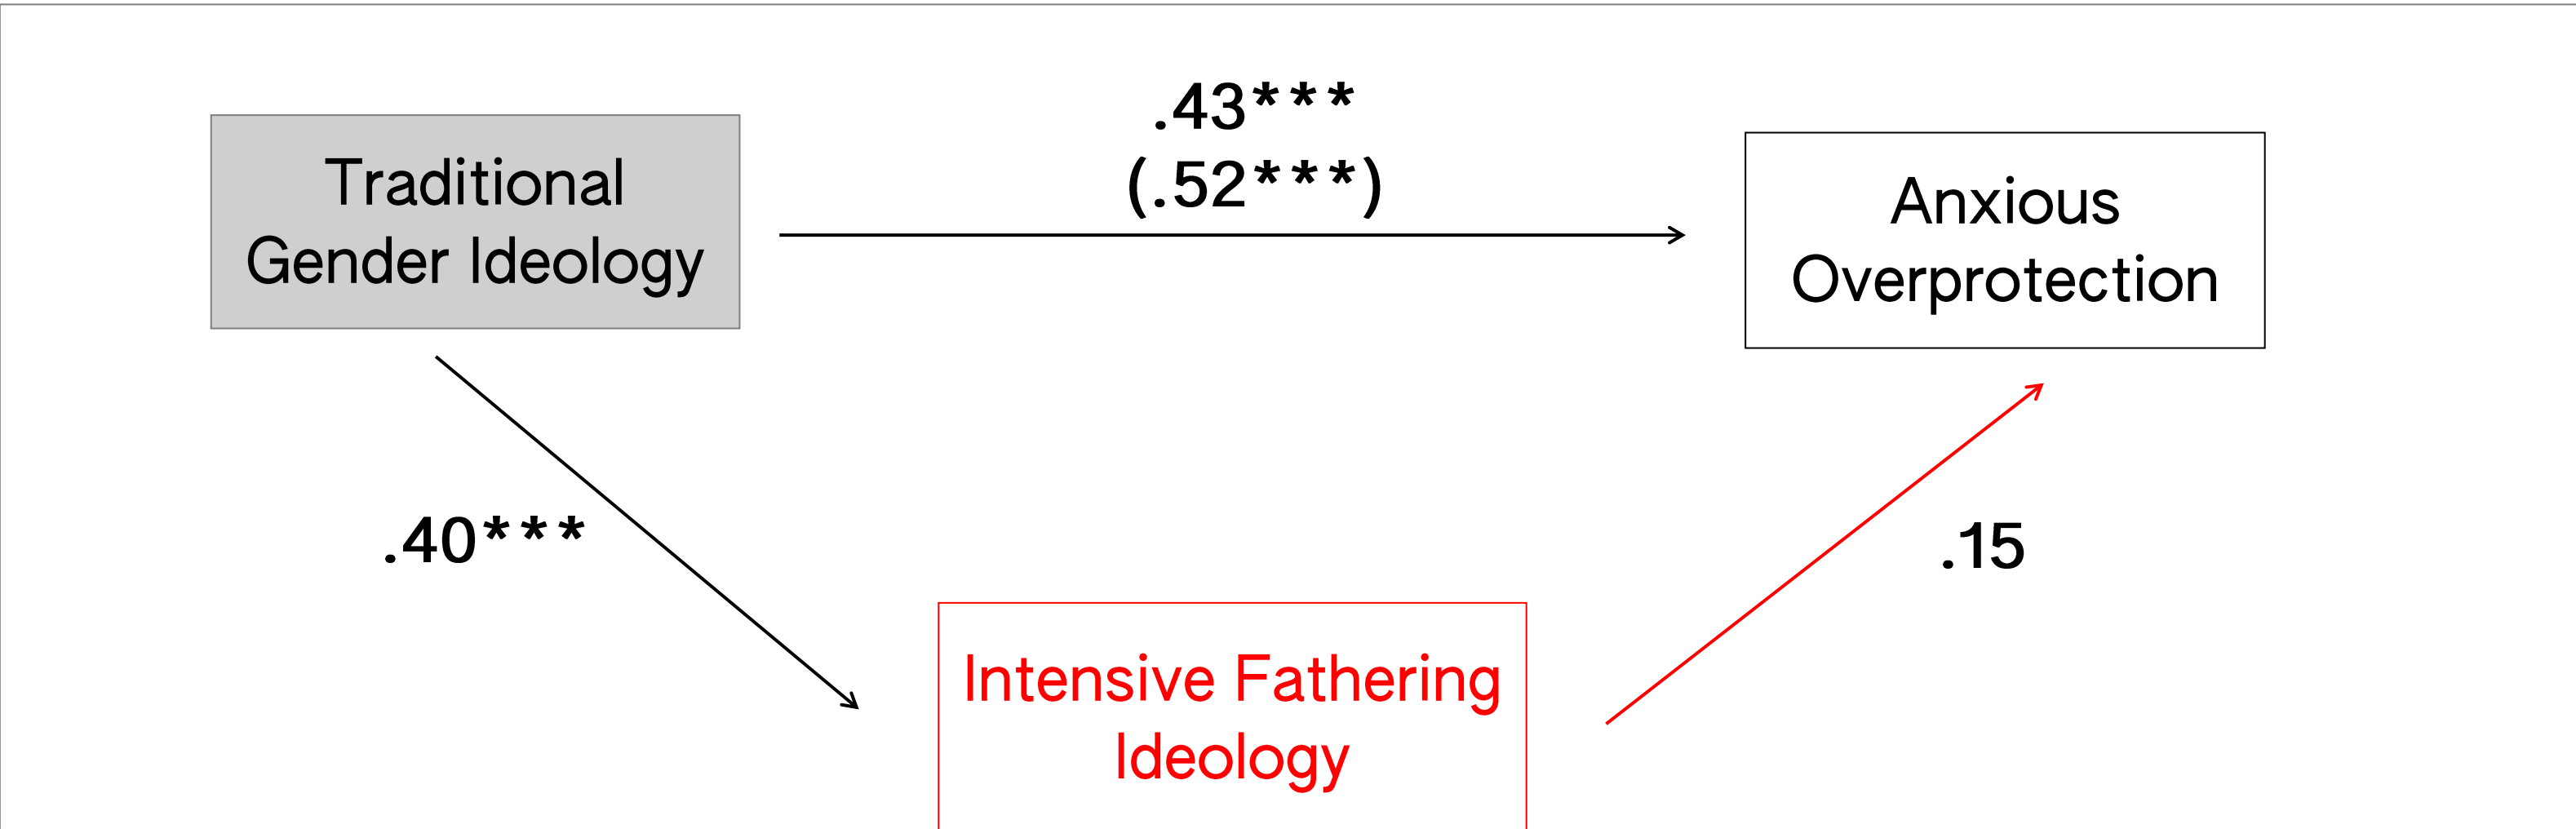 .43***
(.52***)
Traditional
Gender Ideology
Anxious
Overprotection
.40***
.15
Intensive Fathering
Ideology